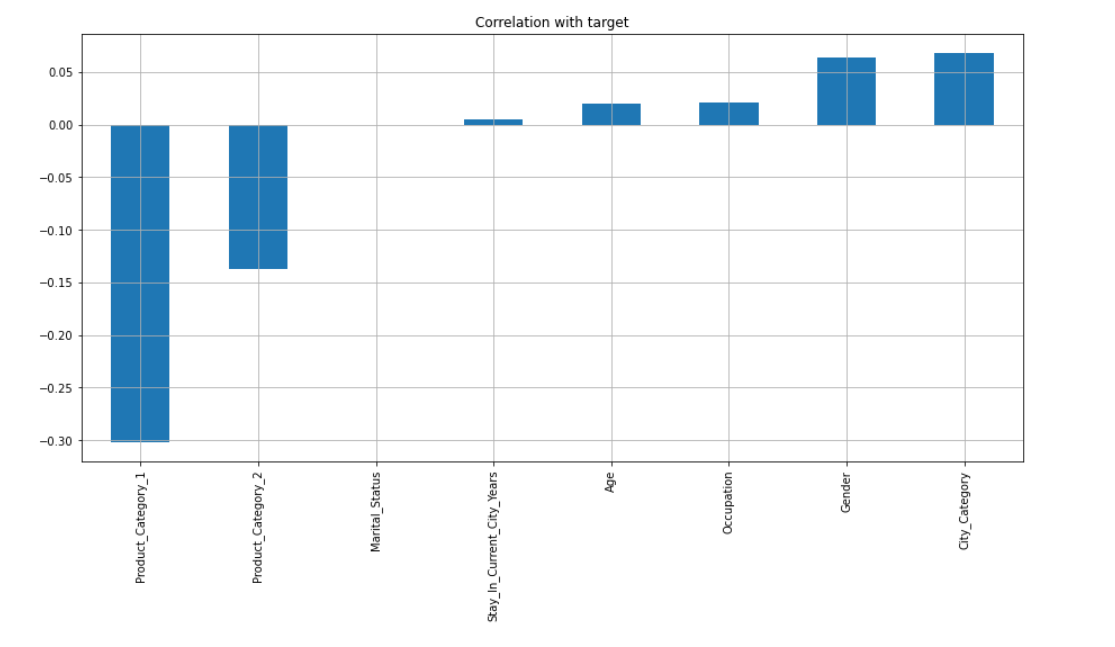 Correlation with target
0.05
0.00
−0.05
−0.10
−0.15
−0.20
−0.25
−0.30
Product_Category_1
Product_Category_2
Marital_Status
Stay_In_Current_City_Years
Age
Occupation
Gender
City_Category